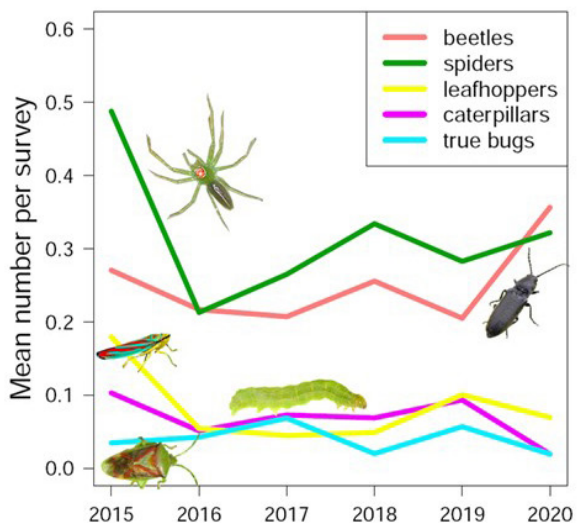 Mean number per survey
0.6
0.5
0.4
0.3
0.2
0.1
0.0
beetles
spiders
leafhoppers
caterpillars
true bugs
2015 2016 2017 2018 2019 2020